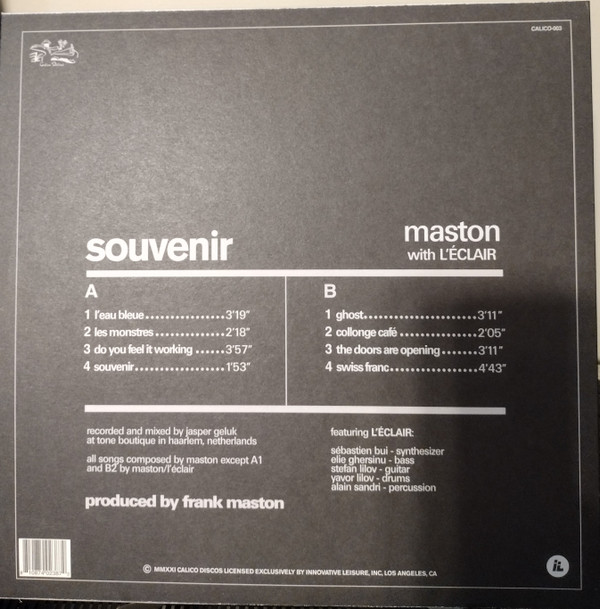 CALICO-003
souvenir
maston
with L'ÉCLAIR
A
1 l'eau bleue.....................3'19"
2 les monstres...................2'18"
3 do you feel it working ......3'57"
4 souvenir........................1'53"
B
1 ghost............................3'11"
2 collonge café...................2'05"
3 the doors are opening........3'11"
4 swiss franc.......................4'43"
recorded and mixed by jasper geluk
at tone boutique in haarlem, netherlands
all songs composed by maston except A1
and B2 by maston/l'éclair
produced by frank maston
featuring L'ÉCLAIR:
sébastien bui - synthesizer
elie ghersinu - bass
stefan lilov - guitar
yavor lilov - drums
alain sandri - percussion
© MMXXI CALICO DISCOS LICENSED EXCLUSIVELY BY INNOVATIVE LEISURE, INC, LOS ANGELES, CA
iL